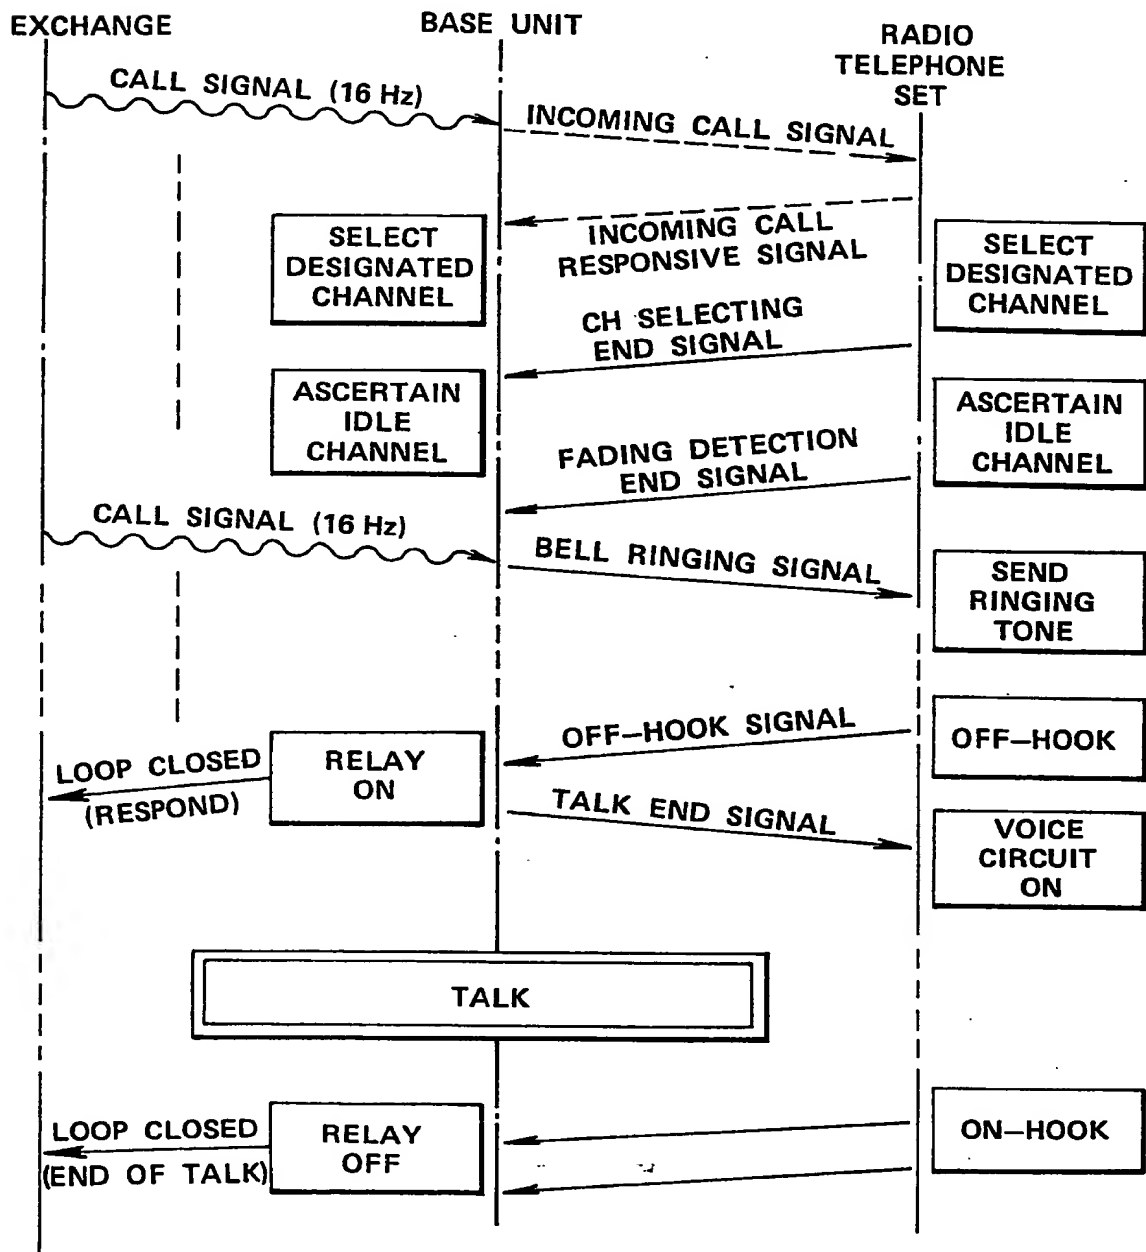 EXCHANGE
BASE UNIT
RADIO
TELEPHONE
SET
CALL SIGNAL (16 Hz)
INCOMING CALL SIGNAL
INCOMING CALL
RESPONSIVE SIGNAL
SELECT
DESIGNATED
CHANNEL
SELECT
DESIGNATED
CHANNEL
CH SELECTING
END SIGNAL
ASCERTAIN
IDLE
CHANNEL
ASCERTAIN
IDLE
CHANNEL
FADING DETECTION
END SIGNAL
CALL SIGNAL (16 Hz)
BELL RINGING SIGNAL
SEND
RINGING
TONE
OFF–HOOK SIGNAL
OFF–HOOK
LOOP CLOSED
(RESPOND)
RELAY
ON
TALK END SIGNAL
VOICE
CIRCUIT
ON
TALK
LOOP CLOSED
(END OF TALK)
RELAY
OFF
ON–HOOK